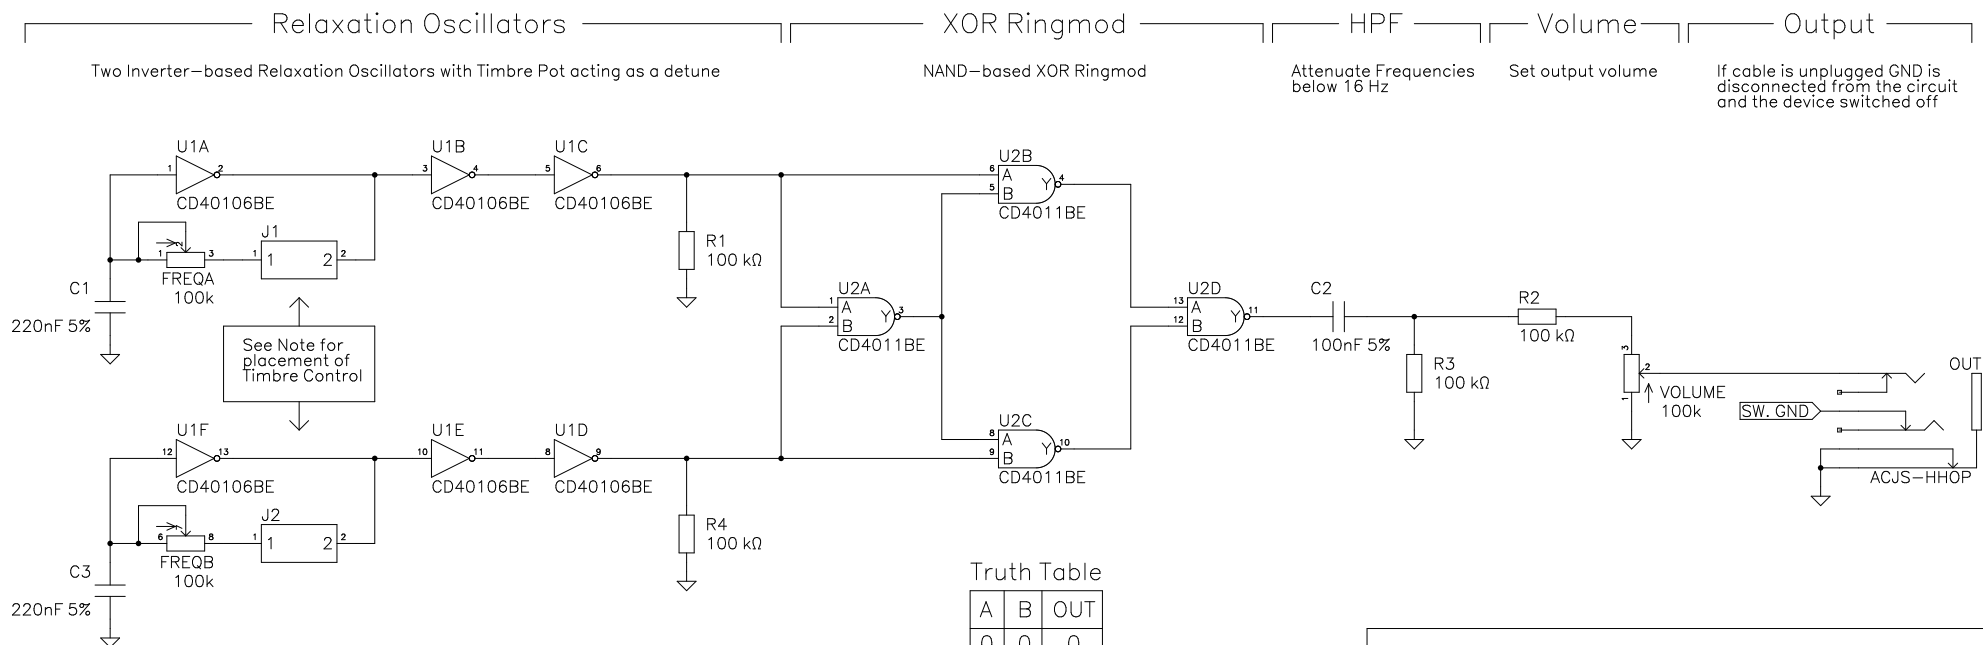 Relaxation Oscillators
XOR Ringmod
HPF
Volume
Output
Two Inverter-based Relaxation Oscillators with Timbre Pot acting as a detune
NAND-based XOR Ringmod
Attenuate Frequencies
below 16 Hz
Set output volume
If cable is unplugged GND is
disconnected from the circuit
and the device switched off
U1A
1
2
CD40106BE
U1B
3
4
CD40106BE
U1C
5
6
CD40106BE
R1
100 kΩ
J1
1
1
2
2
1
2
3
FREQA
100k
C1
220nF 5%
See Note for
placement of
Timbre Control
U2B
6
A
5
B
Y
4
CD4011BE
U2A
1
A
2
B
Y
3
CD4011BE
U2D
13
A
12
B
Y
11
CD4011BE
C2
100nF 5%
R2
100 kΩ
R3
100 kΩ
3
2
1
VOLUME
100k
OUT
SW. GND
ACJS-HHOP
U1F
12
13
CD40106BE
U1E
10
11
CD40106BE
U1D
8
9
CD40106BE
U2C
8
A
9
B
Y
10
CD4011BE
R4
100 kΩ
J2
1
1
2
2
6
8
FREQB
100k
C3
220nF 5%
Truth Table
A B OUT
0 0 0